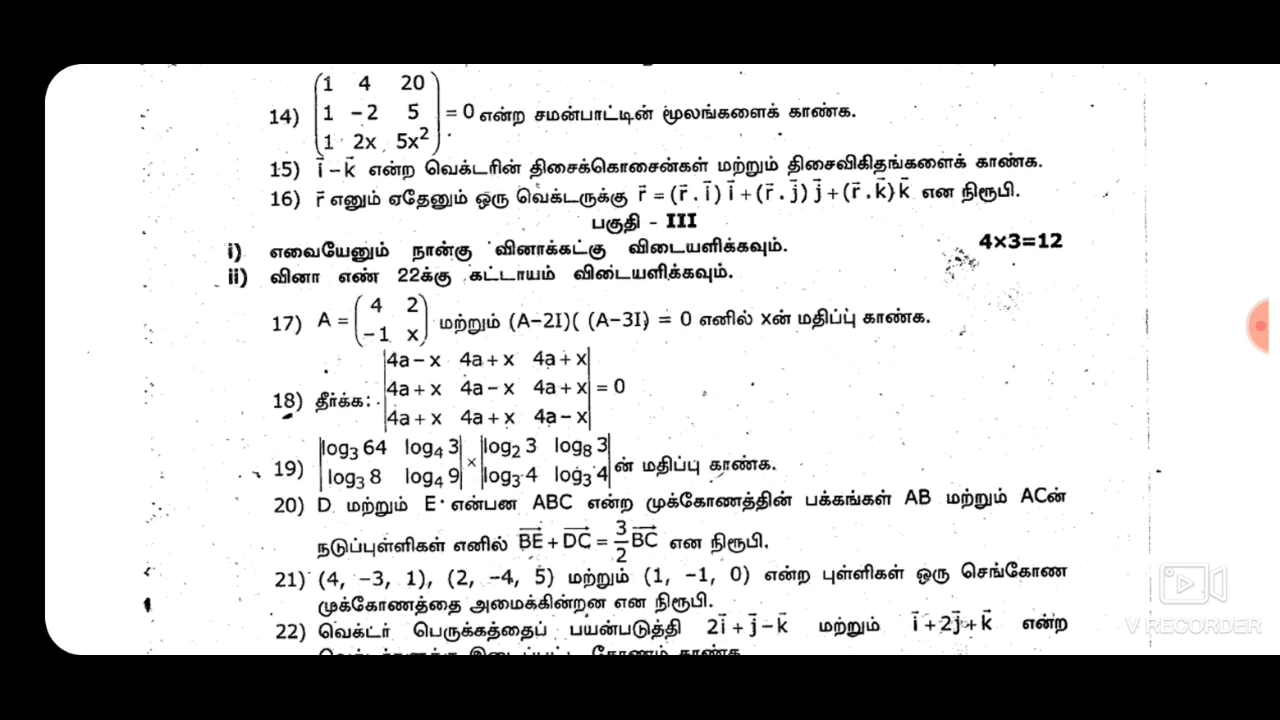 14) |1 4 20; 1 −2 5; 1 2x 5x²| = 0 என்ற சமன்பாட்டின் மூலங்களைக் காண்க.
15) i⃗ − k⃗ என்ற வெக்டரின் திசைக்கொசைன்கள் மற்றும் திசைவிகிதங்களைக் காண்க.
16) r⃗ எனும் ஏதேனும் ஒரு வெக்டருக்கு r⃗ = (r⃗ . i⃗) i⃗ + (r⃗ . j⃗) j⃗ + (r⃗ . k⃗) k⃗ என நிரூபி.
பகுதி - III
i) எவையேனும் நான்கு வினாக்கட்கு விடையளிக்கவும். 4×3=12
ii) வினா எண் 22க்கு கட்டாயம் விடையளிக்கவும்.
17) A = (4 2; −1 x) மற்றும் (A−2I)( (A−3I) = 0 எனில் xன் மதிப்பு காண்க.
18) தீர்க்க: |4a−x 4a+x 4a+x; 4a+x 4a−x 4a+x; 4a+x 4a+x 4a−x| = 0
19) |log₃ 64 log₄ 3; log₃ 8 log₄ 9| × |log₂ 3 log₈ 3; log₃ 4 log₃ 4| ன் மதிப்பு காண்க.
20) D மற்றும் E என்பன ABC என்ற முக்கோணத்தின் பக்கங்கள் AB மற்றும் ACன்
நடுப்புள்ளிகள் எனில் BE⃗ + DC⃗ = 3/2 BC⃗ என நிரூபி.
21) (4, −3, 1), (2, −4, 5) மற்றும் (1, −1, 0) என்ற புள்ளிகள் ஒரு செங்கோண
முக்கோணத்தை அமைக்கின்றன என நிரூபி.
22) வெக்டர் பெருக்கத்தைப் பயன்படுத்தி 2i⃗ + j⃗ − k⃗ மற்றும் i⃗ + 2j⃗ + k⃗ என்ற
V RECORDER